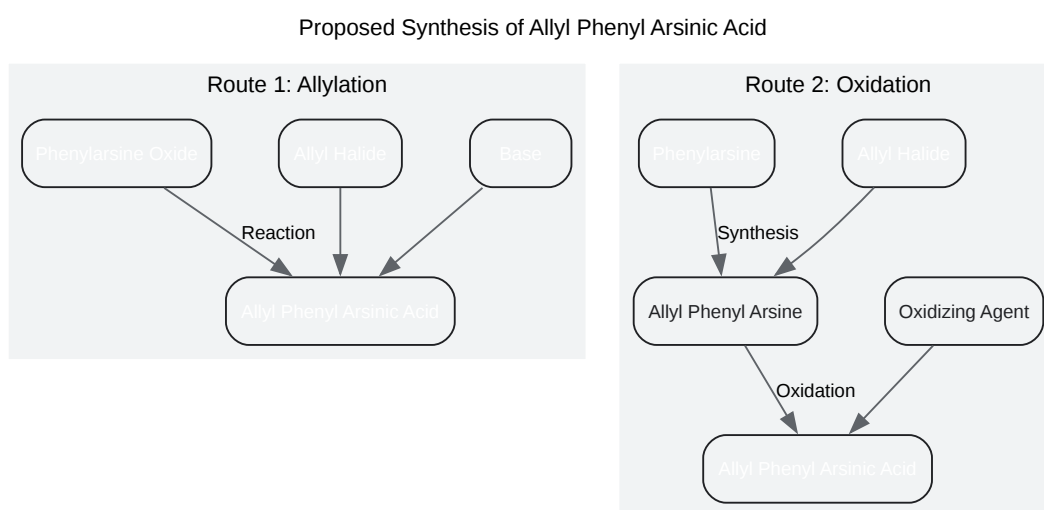 Proposed Synthesis of Allyl Phenyl Arsinic Acid
Route 1: Allylation
Phenylarsine Oxide
Allyl Halide
Base
Reaction
Allyl Phenyl Arsinic Acid
Route 2: Oxidation
Phenylarsine
Allyl Halide
Synthesis
Allyl Phenyl Arsine
Oxidizing Agent
Oxidation
Allyl Phenyl Arsinic Acid